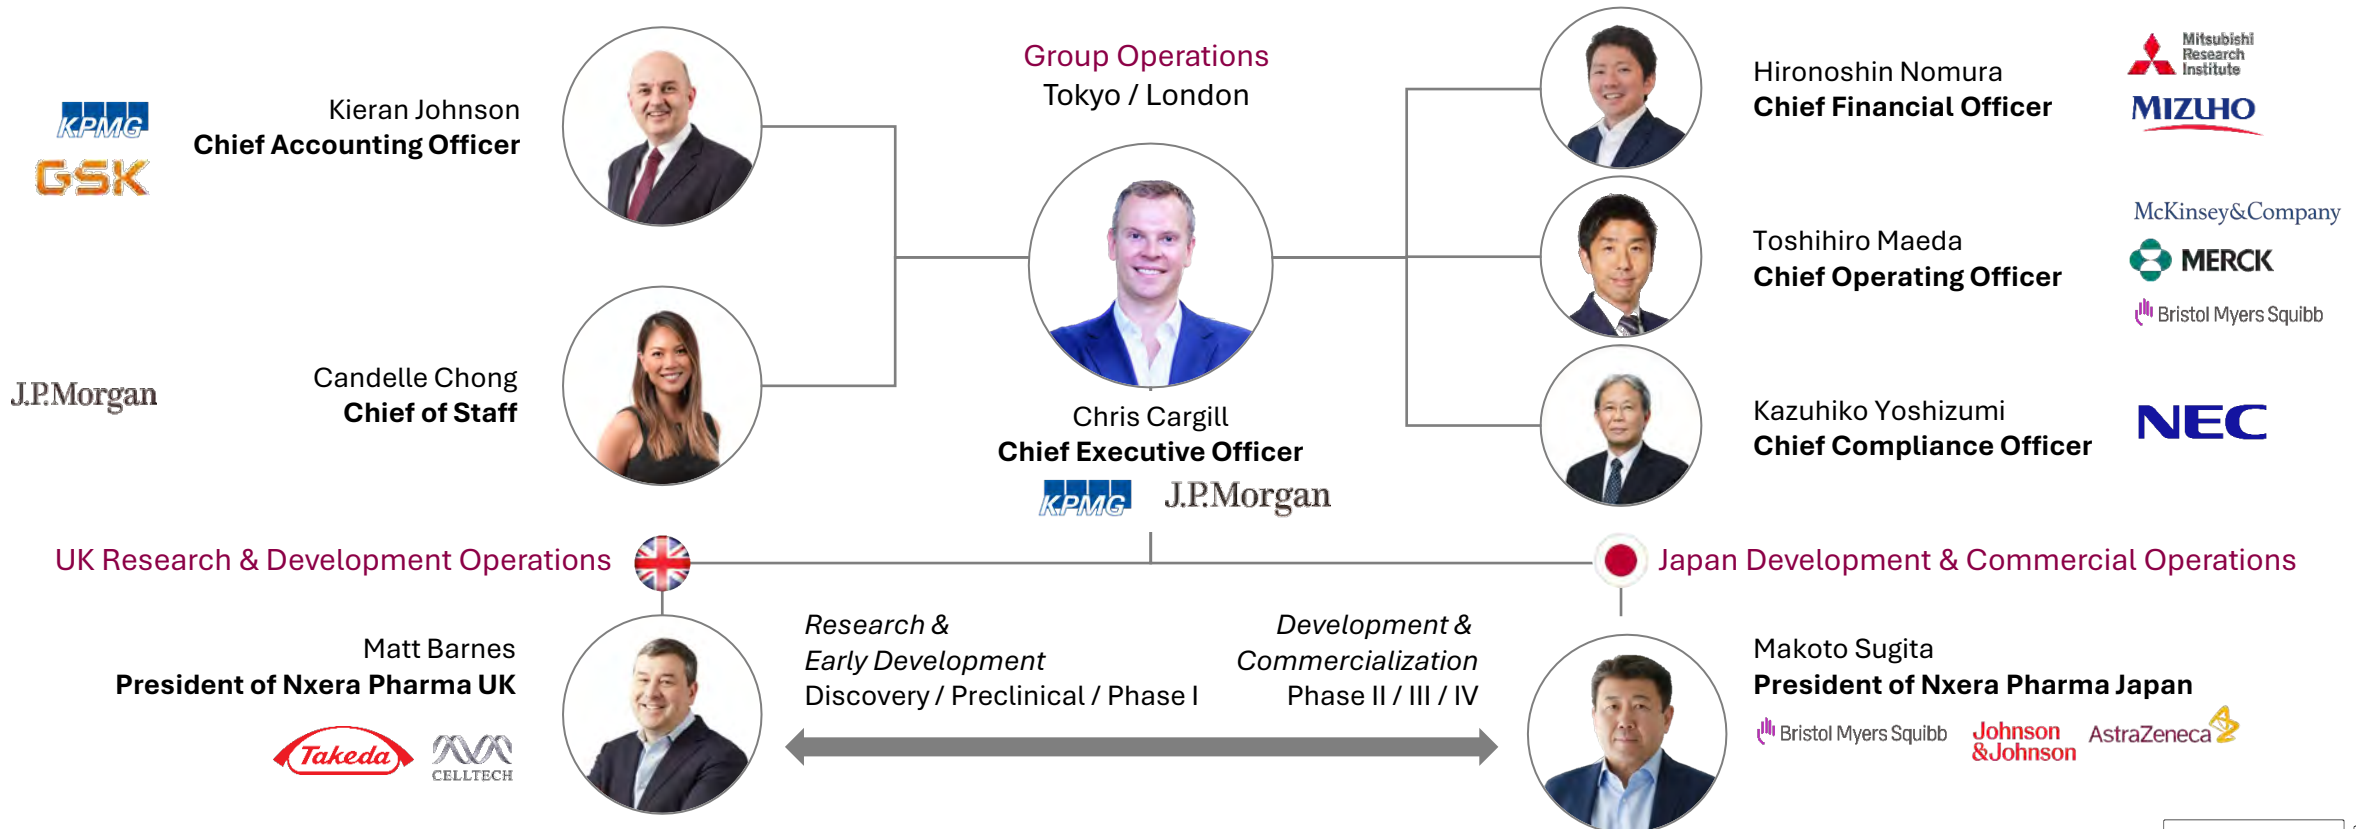 Group Operations
Tokyo / London
KPMG
GSK
Kieran Johnson
Chief Accounting Officer
J.P.Morgan
Candelle Chong
Chief of Staff
Chris Cargill
Chief Executive Officer
KPMG
J.P.Morgan
Hironoshin Nomura
Chief Financial Officer
Mitsubishi
Research
Institute
MIZUHO
Toshihiro Maeda
Chief Operating Officer
McKinsey&Company
MERCK
Bristol Myers Squibb
Kazuhiko Yoshizumi
Chief Compliance Officer
NEC
UK Research & Development Operations
Japan Development & Commercial Operations
Matt Barnes
President of Nxera Pharma UK
Takeda
CELLTECH
Research &
Early Development
Discovery / Preclinical / Phase I
Development &
Commercialization
Phase II / III / IV
Makoto Sugita
President of Nxera Pharma Japan
Bristol Myers Squibb
Johnson
&Johnson
AstraZeneca